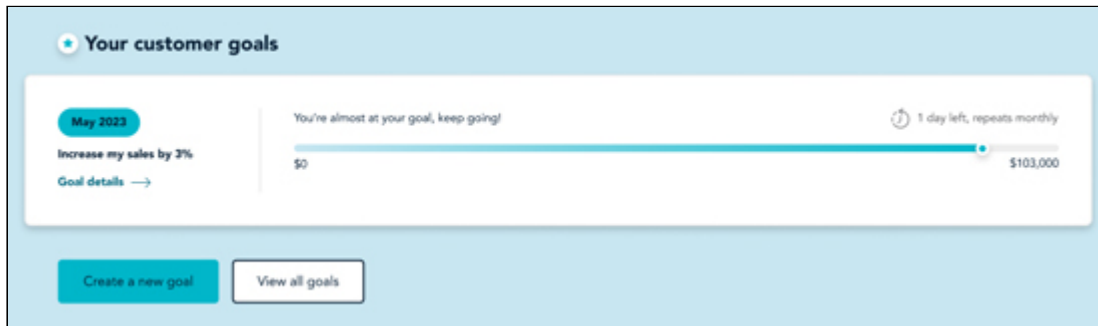 Your customer goals
May 2023
Increase my sales by 3%
Goal details
You're almost at your goal, keep going!
1 day left, repeats monthly
$0
$103,000
Create a new goal
View all goals